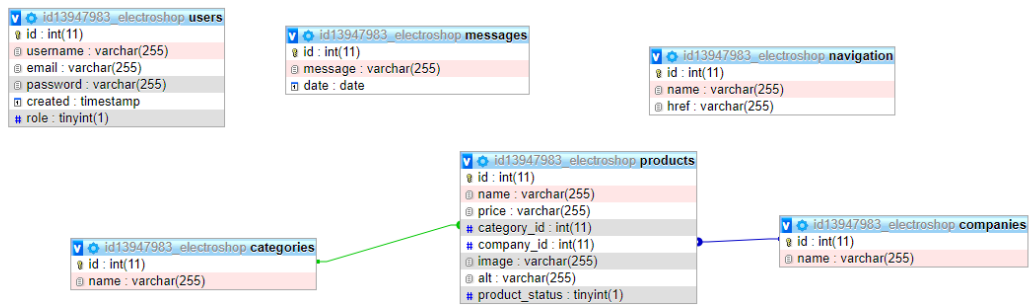 id13947983_electroshop users
id : int(11)
username : varchar(255)
email : varchar(255)
password : varchar(255)
created : timestamp
role : tinyint(1)
id13947983_electroshop messages
id : int(11)
message : varchar(255)
date : date
id13947983_electroshop navigation
id : int(11)
name : varchar(255)
href : varchar(255)
id13947983_electroshop products
id : int(11)
name : varchar(255)
price : varchar(255)
category_id : int(11)
company_id : int(11)
image : varchar(255)
alt : varchar(255)
product_status : tinyint(1)
id13947983_electroshop categories
id : int(11)
name : varchar(255)
id13947983_electroshop companies
id : int(11)
name : varchar(255)